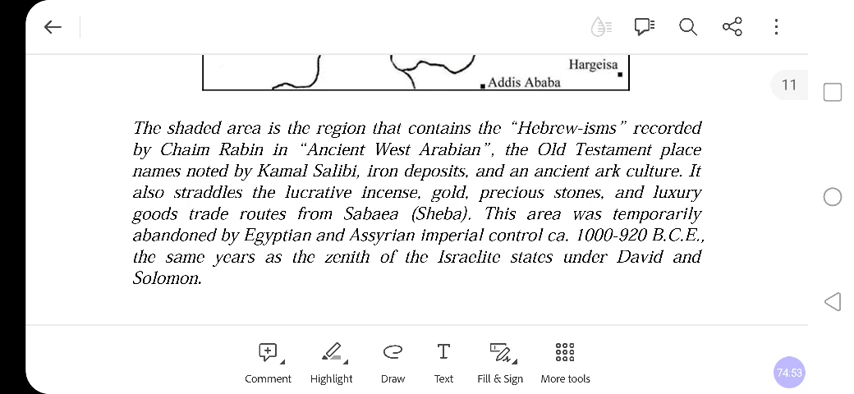 Hargeisa
Addis Ababa
11
The shaded area is the region that contains the “Hebrew-isms” recorded
by Chaim Rabin in “Ancient West Arabian”, the Old Testament place
names noted by Kamal Salibi, iron deposits, and an ancient ark culture. It
also straddles the lucrative incense, gold, precious stones, and luxury
goods trade routes from Sabaea (Sheba). This area was temporarily
abandoned by Egyptian and Assyrian imperial control ca. 1000-920 B.C.E.,
the same years as the zenith of the Israelite states under David and
Solomon.
Comment
Highlight
Draw
Text
Fill & Sign
More tools
74:53